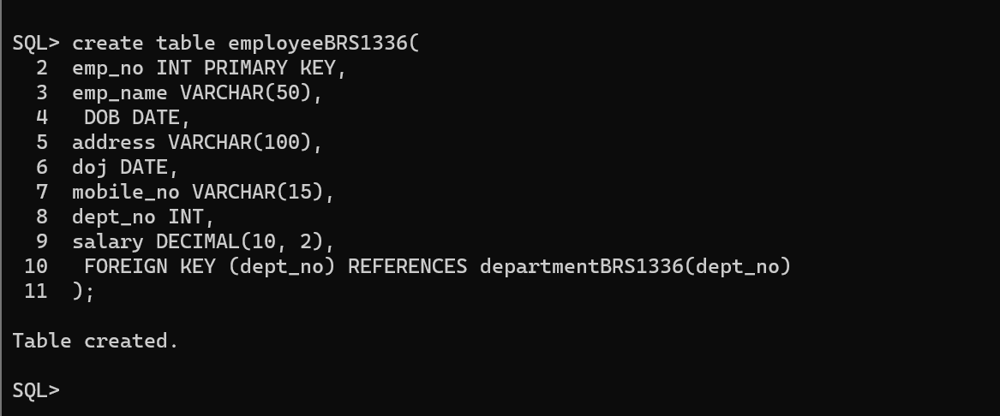 SQL> create table employeeBRS1336(
  2  emp_no INT PRIMARY KEY,
  3  emp_name VARCHAR(50),
  4   DOB DATE,
  5  address VARCHAR(100),
  6  doj DATE,
  7  mobile_no VARCHAR(15),
  8  dept_no INT,
  9  salary DECIMAL(10, 2),
 10   FOREIGN KEY (dept_no) REFERENCES departmentBRS1336(dept_no)
 11  );
Table created.
SQL>